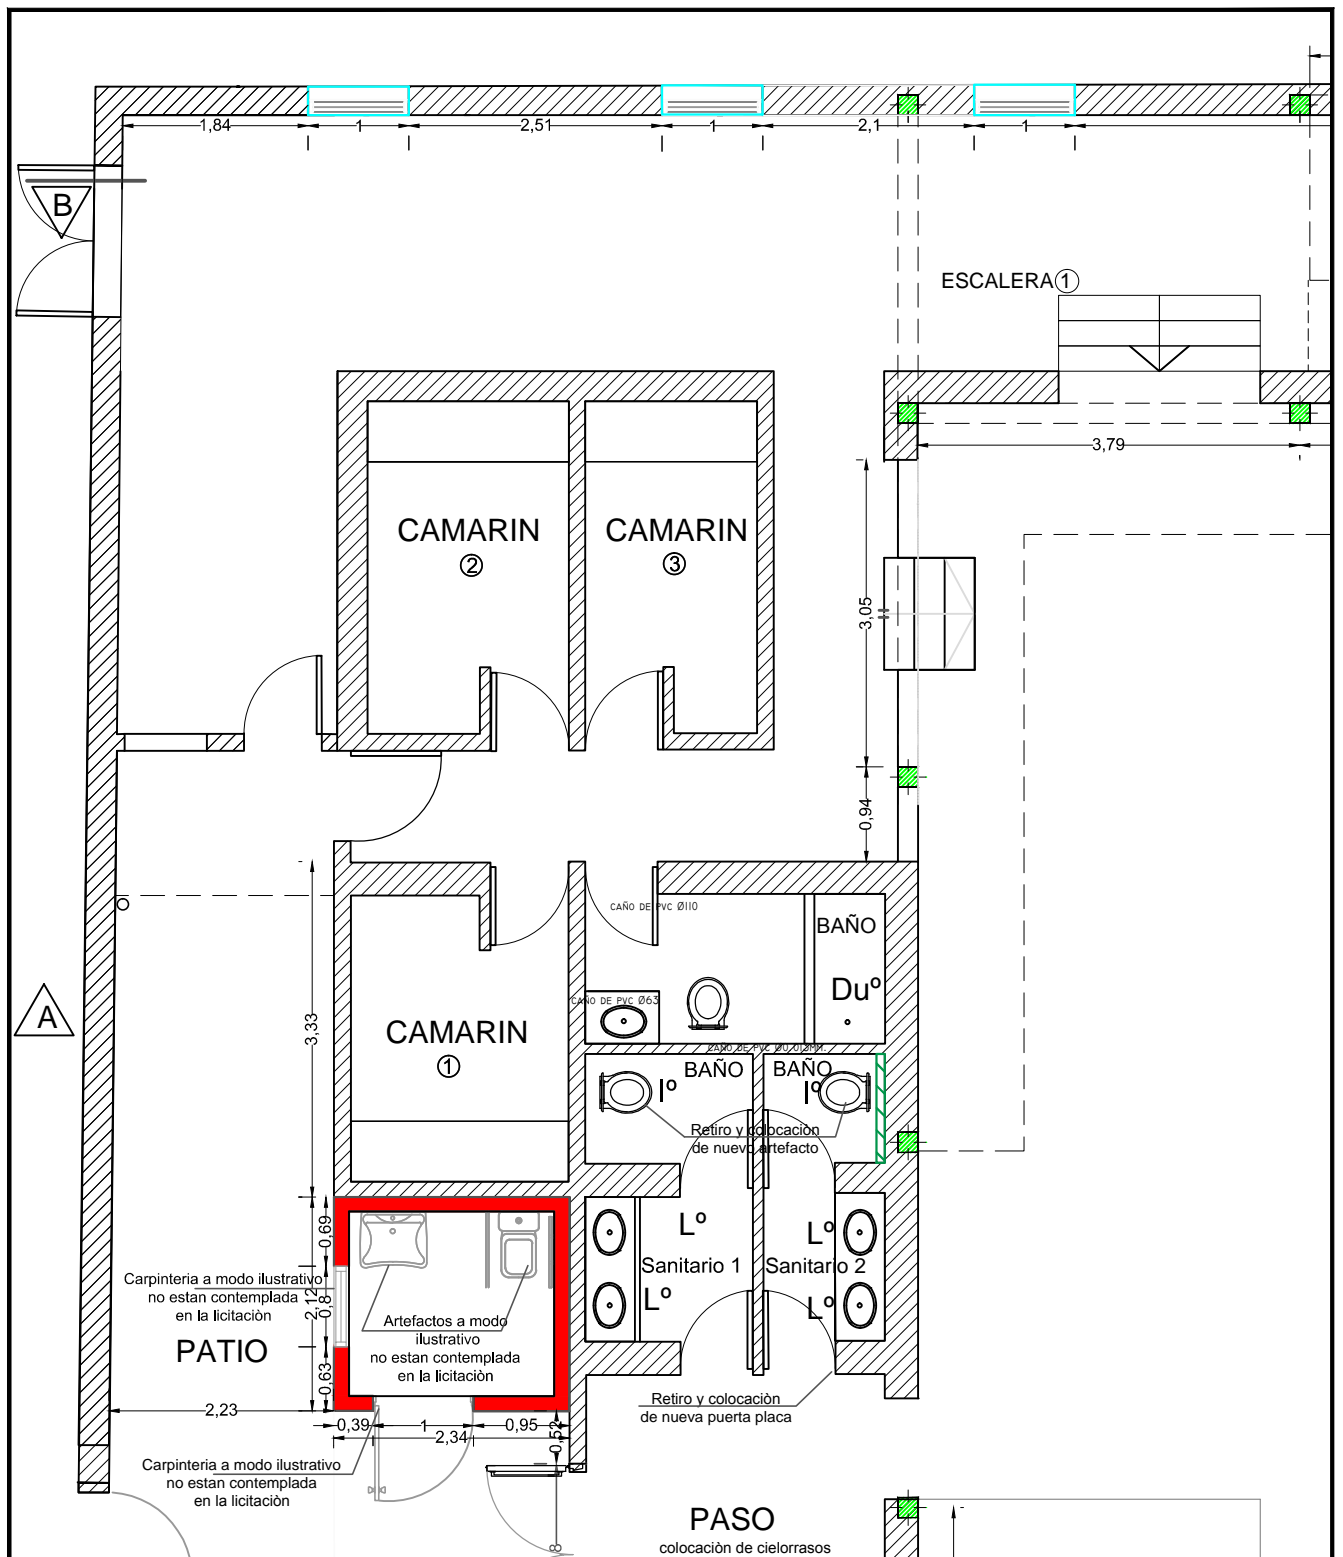 1,84
1
2,51
1
2,1
1
B
ESCALERA 1
3,79
CAMARIN
2
CAMARIN
3
3,05
0,94
CAÑO DE PVC Ø110
BAÑO
Duº
CAÑO DE PVC Ø63
A
3,33
CAMARIN
1
BAÑO
BAÑO
Iº
Iº
Retiro y colocaciòn
de nuevo artefacto
0,69
2,12
0,8
0,63
Lº
Lº
Sanitario 1
Sanitario 2
Lº
Lº
Carpinteria a modo ilustrativo
no estan contemplada
en la licitaciòn
Artefactos a modo
ilustrativo
no estan contemplada
en la licitaciòn
PATIO
2,23
0,39
1
0,95
2,34
0,52
Retiro y colocaciòn
de nueva puerta placa
Carpinteria a modo ilustrativo
no estan contemplada
en la licitaciòn
PASO
colocaciòn de cielorrasos